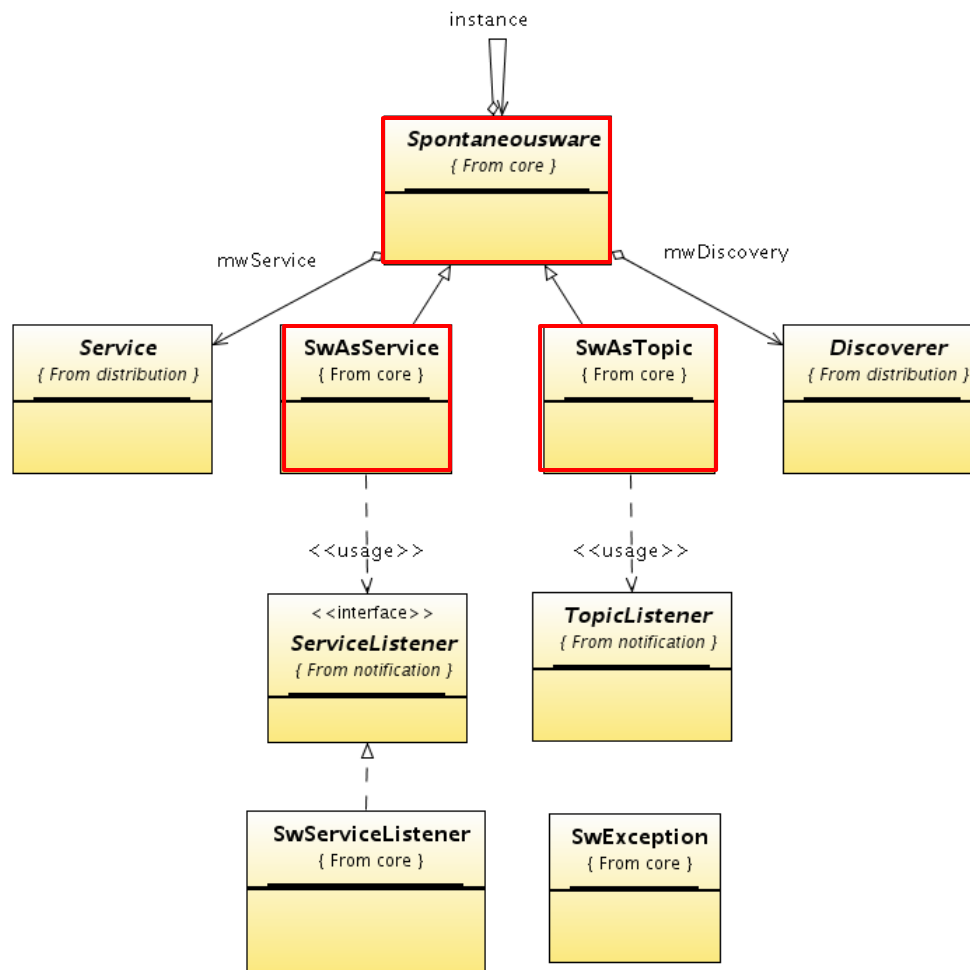 instance
Spontaneousware
{ From core }
mwService
mwDiscovery
Service
{ From distribution }
SwAsService
{ From core }
SwAsTopic
{ From core }
Discoverer
{ From distribution }
<<usage>>
<<usage>>
<<interface>>
ServiceListener
{ From notification }
TopicListener
{ From notification }
SwServiceListener
{ From core }
SwException
{ From core }